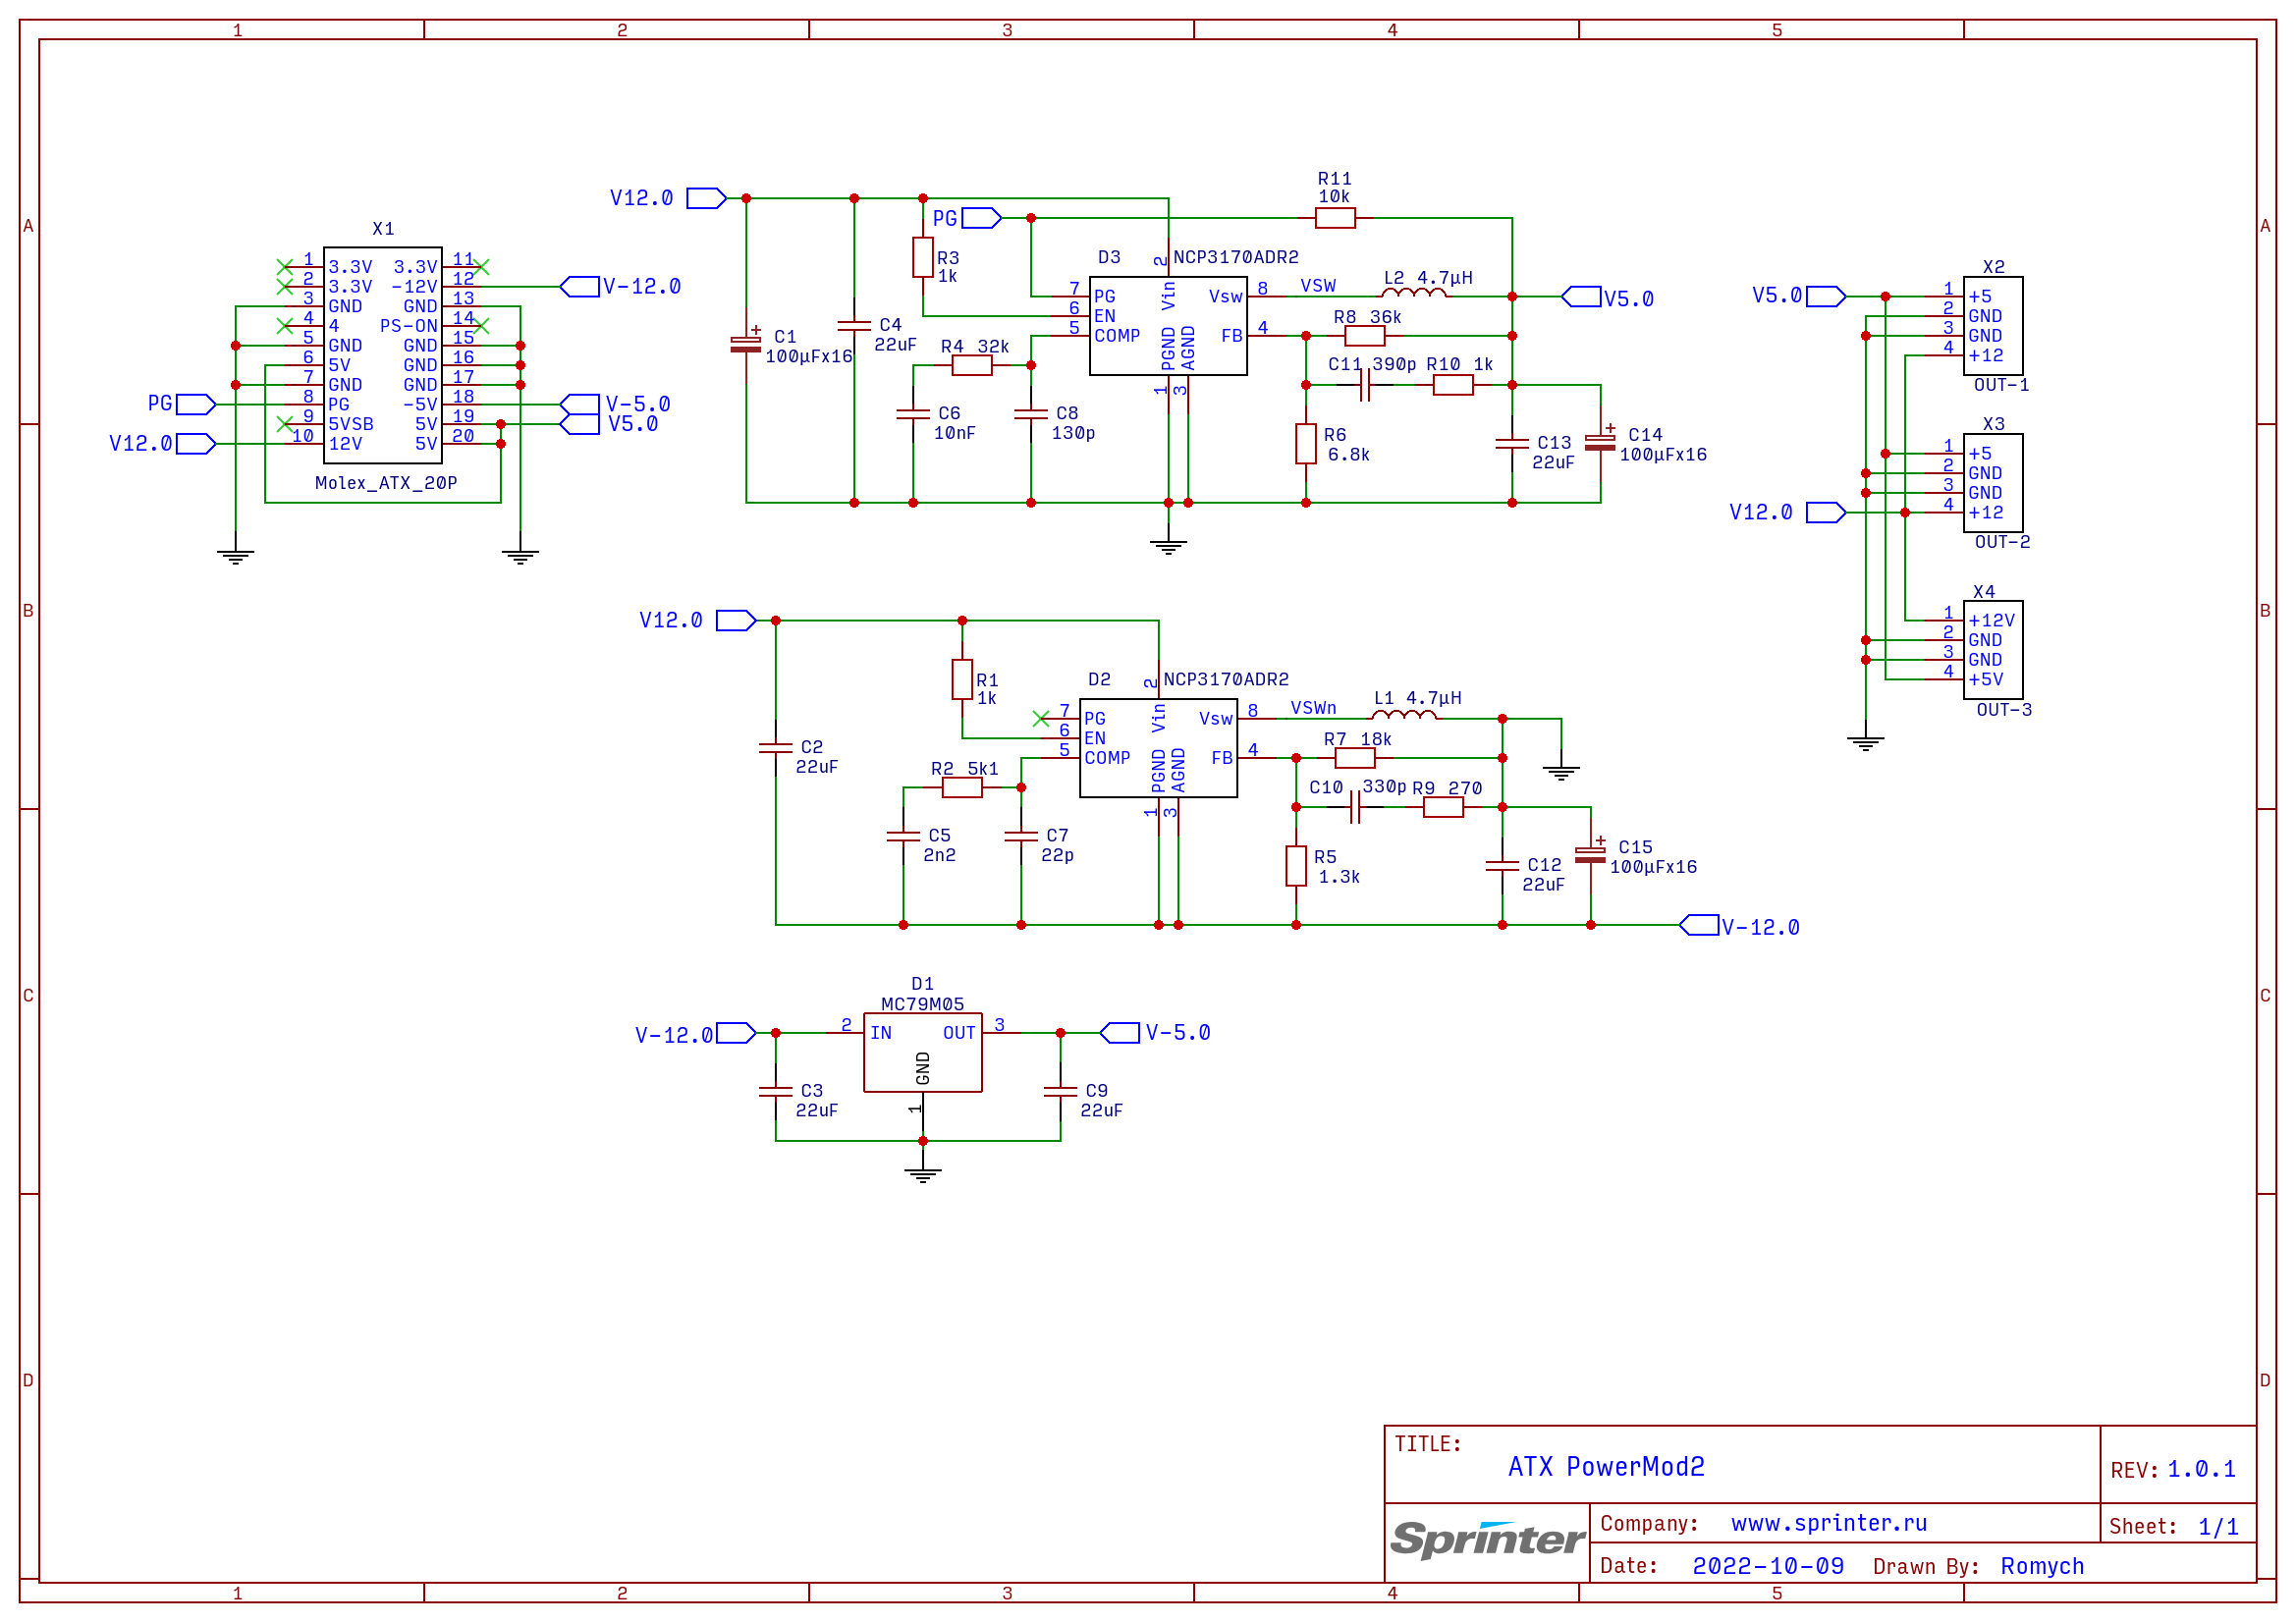 1 2 3 4 5
A A
B B
C C
D D
X1
1 3.3V 3.3V 11
2 3.3V -12V 12 V-12.0
3 GND GND 13
4 4 PS-ON 14
5 GND GND 15
6 5V GND 16
7 GND GND 17
PG 8 PG -5V 18 V-5.0
9 5VSB 5V 19 V5.0
V12.0 10 12V 5V 20
Molex_ATX_20P
V12.0
PG
R11
10k
R3
1k
D3 NCP3170ADR2
2 Vin
7 PG Vsw 8 VSW
6 EN
5 COMP FB 4
PGND AGND
1 3
L2 4.7µH
V5.0
C1
100µFx16
C4
22uF
R4 32k
C6
10nF
C8
130p
R8 36k
C11 390p R10 1k
R6
6.8k
C13
22uF
C14
100µFx16
V5.0
V12.0
X2
1 +5
2 GND
3 GND
4 +12
OUT-1
X3
1 +5
2 GND
3 GND
4 +12
OUT-2
X4
1 +12V
2 GND
3 GND
4 +5V
OUT-3
V12.0
R1
1k
D2 NCP3170ADR2
2 Vin
7 PG Vsw 8 VSWn
6 EN
5 COMP FB 4
PGND AGND
1 3
L1 4.7µH
C2
22uF
R2 5k1
C5
2n2
C7
22p
R7 18k
C10 330p R9 270
R5
1.3k
C12
22uF
C15
100µFx16
V-12.0
D1
MC79M05
V-12.0 2 IN OUT 3 V-5.0
GND
1
C3
22uF
C9
22uF
TITLE:
ATX PowerMod2
REV: 1.0.1
Sprinter
Company: www.sprinter.ru
Sheet: 1/1
Date: 2022-10-09 Drawn By: Romych
1 2 3 4 5